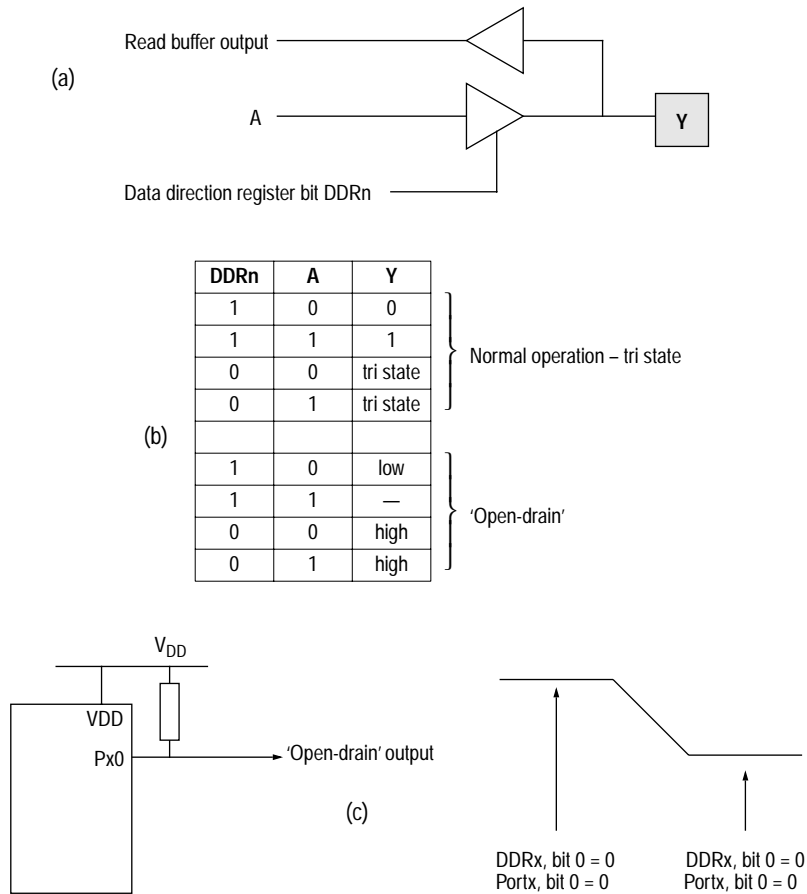 Read buffer output
(a)
A
Y
Data direction register bit DDRn
DDRn A Y
1 0 0
1 1 1
0 0 tri state
0 1 tri state
Normal operation – tri state
(b)
1 0 low
1 1 —
0 0 high
0 1 high
‘Open-drain’
VDD
VDD
Px0
‘Open-drain’ output
(c)
DDRx, bit 0 = 0
Portx, bit 0 = 0
DDRx, bit 0 = 0
Portx, bit 0 = 0